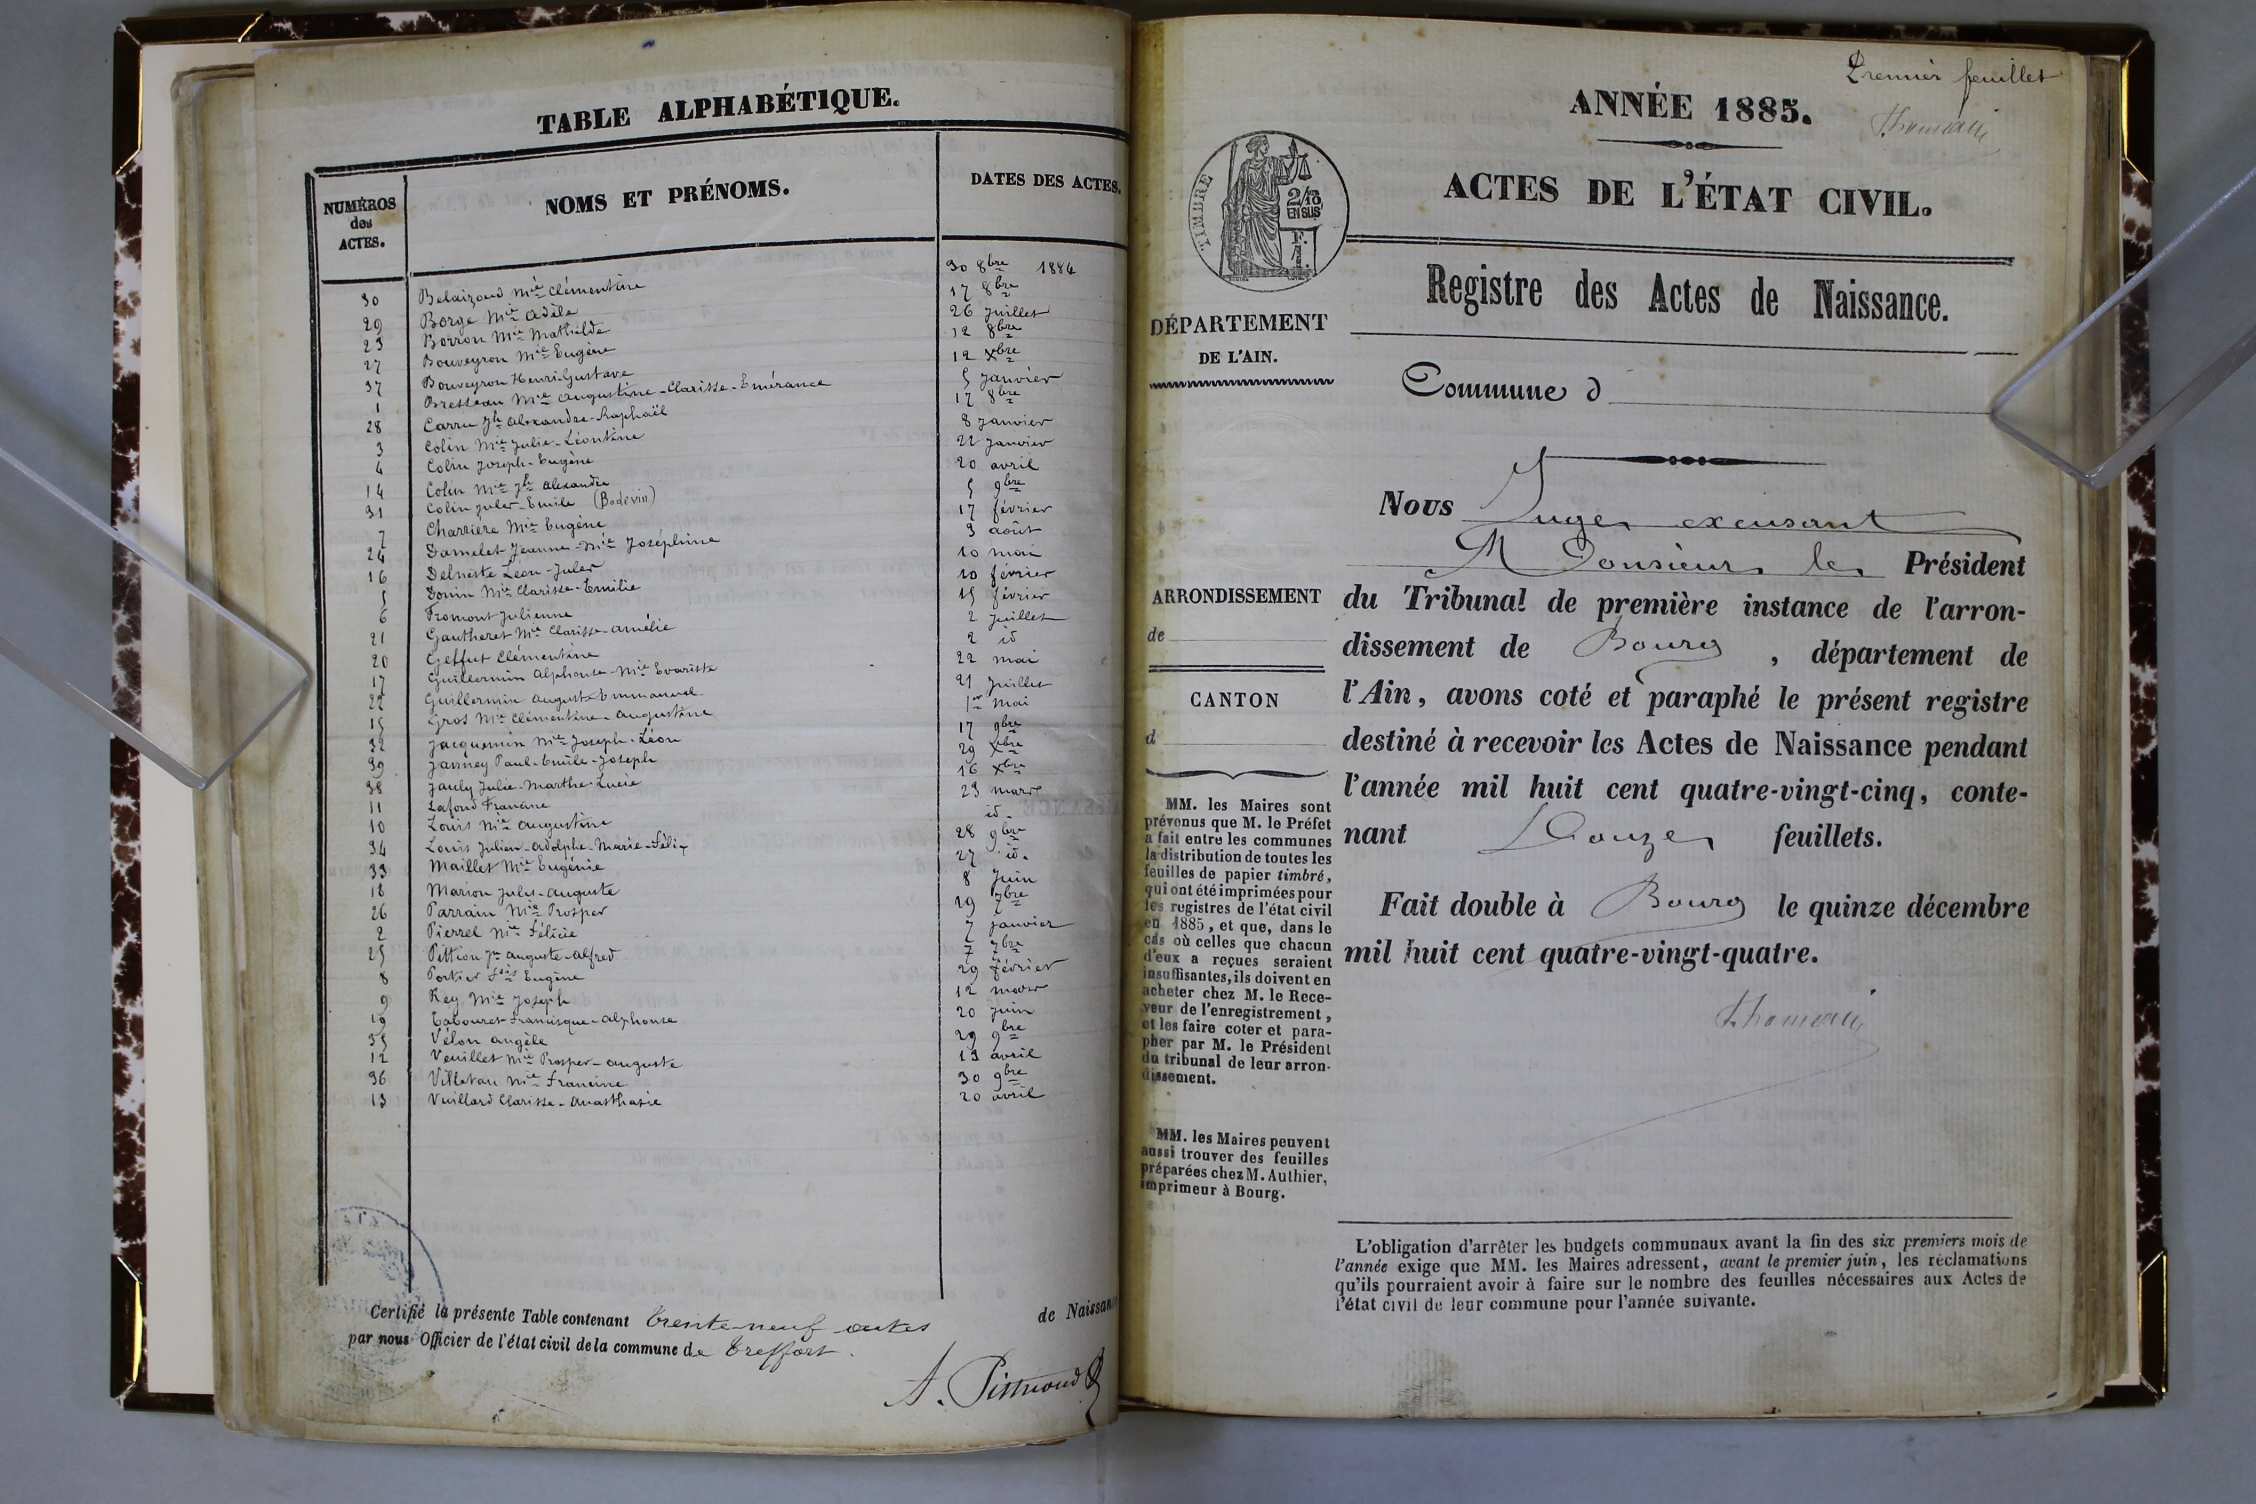 TABLE ALPHABÉTIQUE.
NUMÉROS des ACTES. NOMS ET PRÉNOMS. DATES DES ACTES.
30 Belaizoud Mie Clémentine 30 8bre 1884
29 Borge Mie Adèle 17 8bre
23 Borron Mie Mathilde 26 Juillet
27 Bouveyron Mie Eugène 12 8bre
37 Bouveyron Henri-Gustave 12 Xbre
1 Mie Augustine-Clarisse-Emérance 5 Janvier
28 Carru Jh Alexandre-Raphaël 17 8bre
3 Colin Mie Julie-Léontine 8 Janvier
4 Colin Joseph-Eugène 22 Janvier
14 Colin Mie Jh Alexandre 20 avril
31 Colin Jules-Emile (Bodevin) 5 9bre
7 Charrière Mie Eugène 17 février
24 Damelet Jeanne-Mie Joséphine 3 août
16 Léon-Jules 10 mai
5 Donin Mie Clarisse-Emilie 10 février
6 Fromont Julienne 15 février
21 Gautheret Mie Clarisse-Amélie 2 Juillet
20 Geffut Clémentine 2 id
17 Guillermin Alphonse-Mie Evariste 22 mai
22 Guillermin Auguste-Emmanuel 21 Juillet
15 Gros Mie Clémentine-Augustine 1er Mai
32 Jacquemin Mie Joseph-Léon 17 9bre
39 Janney Paul-Emile-Joseph 29 Xbre
38 Jauly Julie-Marthe-Lucie 16 Xbre
11 Lafond Francine 23 mars
10 Louis Mie Augustine id.
34 Louis Julien-Adolphe-Marie-Félix 28 9bre
33 Maillet Mie Eugénie 27 id.
18 Marion Jules-Auguste 8 Juin
26 Parrain Mie Prosper 19 7bre
2 Pierrel Mie Félicie 7 Janvier
25 Pittion Jn Auguste-Alfred 7 7bre
8 Portier Fois Eugène 29 février
9 Rey Mie Joseph 12 mars
19 Tabouret Francisque-Alphonse 20 Juin
35 Vélon Angèle 29 9bre
12 Veuillet Mie Prosper-Auguste 13 avril
36 Villetau Mie Francine 30 9bre
13 Vuillard Clarisse-Anasthasie 20 avril
Certifié la présente Table contenant trente-neuf actes de Naissan
par nous Officier de l'état civil de la commune de Treffort.
A. Pistnoud
Premier feuillet
ANNÉE 1885.
ACTES DE L'ÉTAT CIVIL.
TIMBRE
2/10
EN SUS
F.
1.
Registre des Actes de Naissance.
DÉPARTEMENT
DE L'AIN.
Commune d
Nous Juge excusant
Monsieur le Président
du Tribunal de première instance de l'arron-
dissement de Bourg, département de
l'Ain, avons coté et paraphé le présent registre
destiné à recevoir les Actes de Naissance pendant
l'année mil huit cent quatre-vingt-cinq, conte-
nant Douze feuillets.
Fait double à Bourg le quinze décembre
mil huit cent quatre-vingt-quatre.
ARRONDISSEMENT
de
CANTON
d
MM. les Maires sont
prévenus que M. le Préfet
a fait entre les communes
la distribution de toutes les
feuilles de papier timbré,
qui ont été imprimées pour
les registres de l'état civil
en 1885, et que, dans le
cas où celles que chacun
d'eux a reçues seraient
insuffisantes, ils doivent en
acheter chez M. le Rece-
veur de l'enregistrement,
et les faire coter et para-
pher par M. le Président
du tribunal de leur arron-
dissement.
MM. les Maires peuvent
aussi trouver des feuilles
préparées chez M. Authier,
imprimeur à Bourg.
L'obligation d'arrêter les budgets communaux avant la fin des six premiers mois de
l'année exige que MM. les Maires adressent, avant le premier juin, les réclamations
qu'ils pourraient avoir à faire sur le nombre des feuilles nécessaires aux Actes de
l'état civil de leur commune pour l'année suivante.